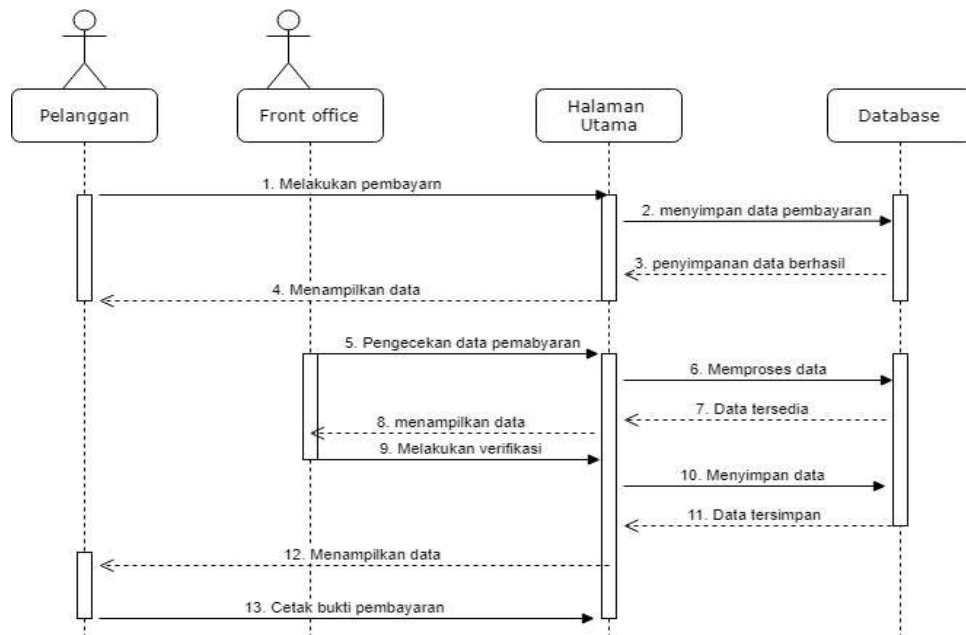 Pelanggan
Front office
Halaman
Utama
Database
1. Melakukan pembayarn
2. menyimpan data pembayaran
3. penyimpanan data berhasil
4. Menampilkan data
5. Pengecekan data pemabyaran
6. Memproses data
7. Data tersedia
8. menampilkan data
9. Melakukan verifikasi
10. Menyimpan data
11. Data tersimpan
12. Menampilkan data
13. Cetak bukti pembayaran